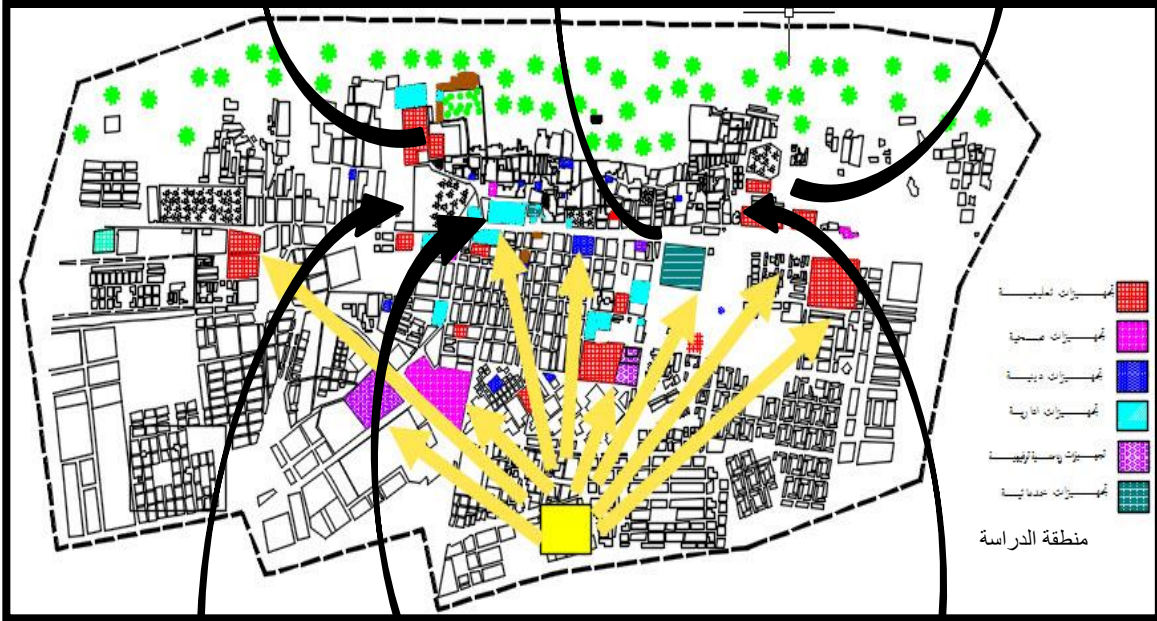 تجهيزات تعليمية
تجهيزات صحية
تجهيزات دينية
تجهيزات ادارية
تجهيزات رياضية ترفيهية
تجهيزات خدماتية
منطقة الدراسة